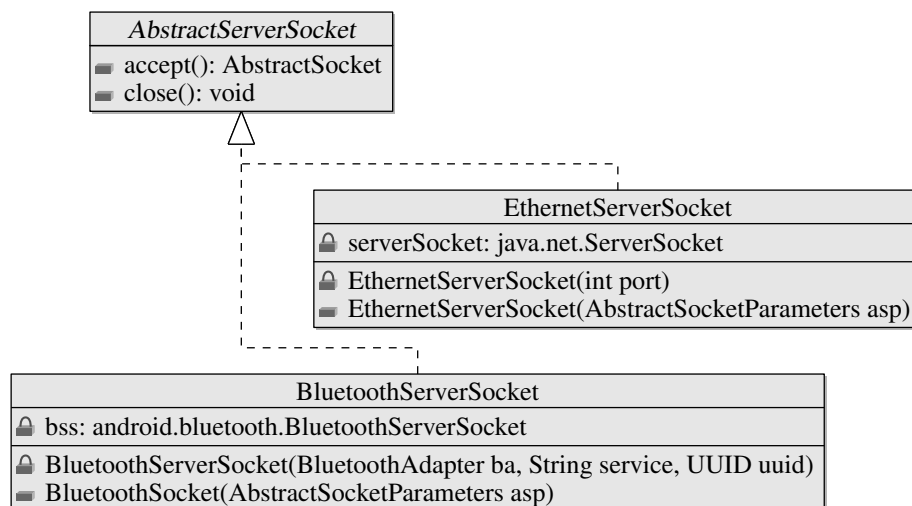 AbstractServerSocket
accept(): AbstractSocket
close(): void
EthernetServerSocket
serverSocket: java.net.ServerSocket
EthernetServerSocket(int port)
EthernetServerSocket(AbstractSocketParameters asp)
BluetoothServerSocket
bss: android.bluetooth.BluetoothServerSocket
BluetoothServerSocket(BluetoothAdapter ba, String service, UUID uuid)
BluetoothSocket(AbstractSocketParameters asp)